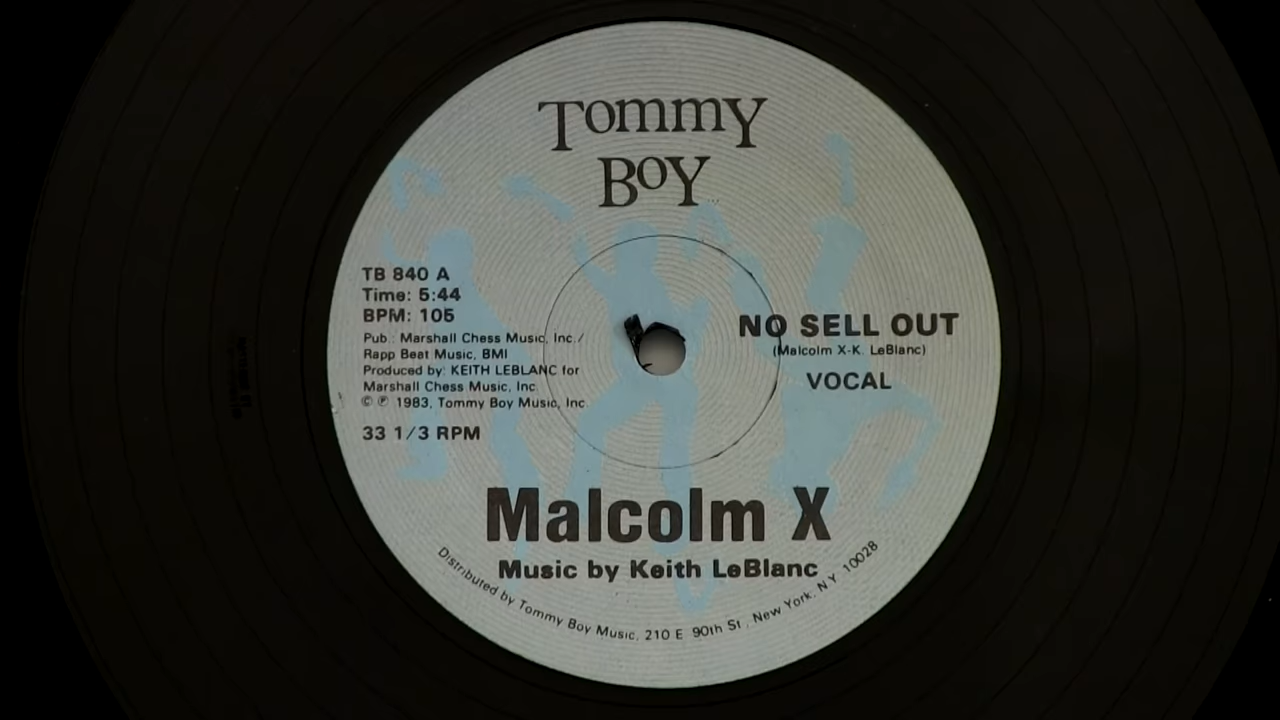 Tommy
Boy
TB 840 A
Time: 5:44
BPM: 105
Pub.: Marshall Chess Music, Inc./
Rapp Beat Music, BMI
Produced by: KEITH LEBLANC for
Marshall Chess Music, Inc.
© ℗ 1983, Tommy Boy Music, Inc.
33 1/3 RPM
NO SELL OUT
(Malcolm X-K. LeBlanc)
VOCAL
Malcolm X
Music by Keith LeBlanc
Distributed by Tommy Boy Music, 210 E. 90th St., New York, N.Y. 10028